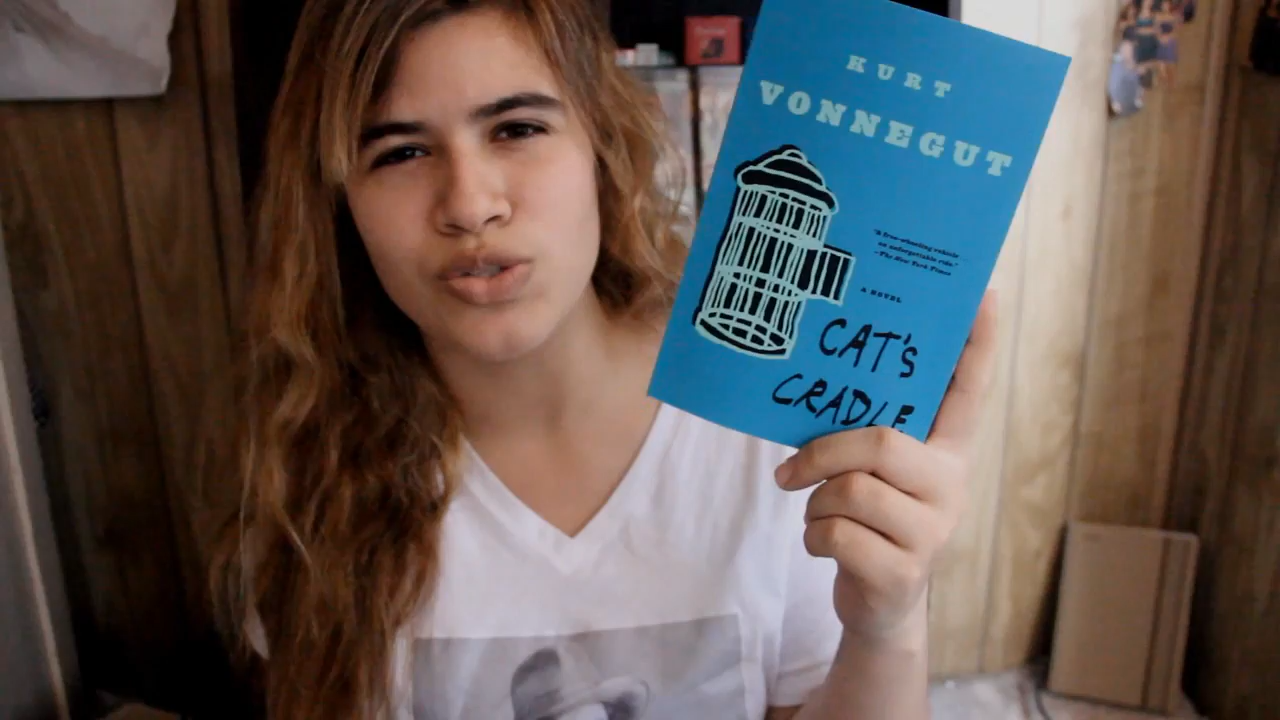 KURT
VONNEGUT
"A free-wheeling vehicle...
an unforgettable ride."
—The New York Times
A NOVEL
CAT'S
CRADLE